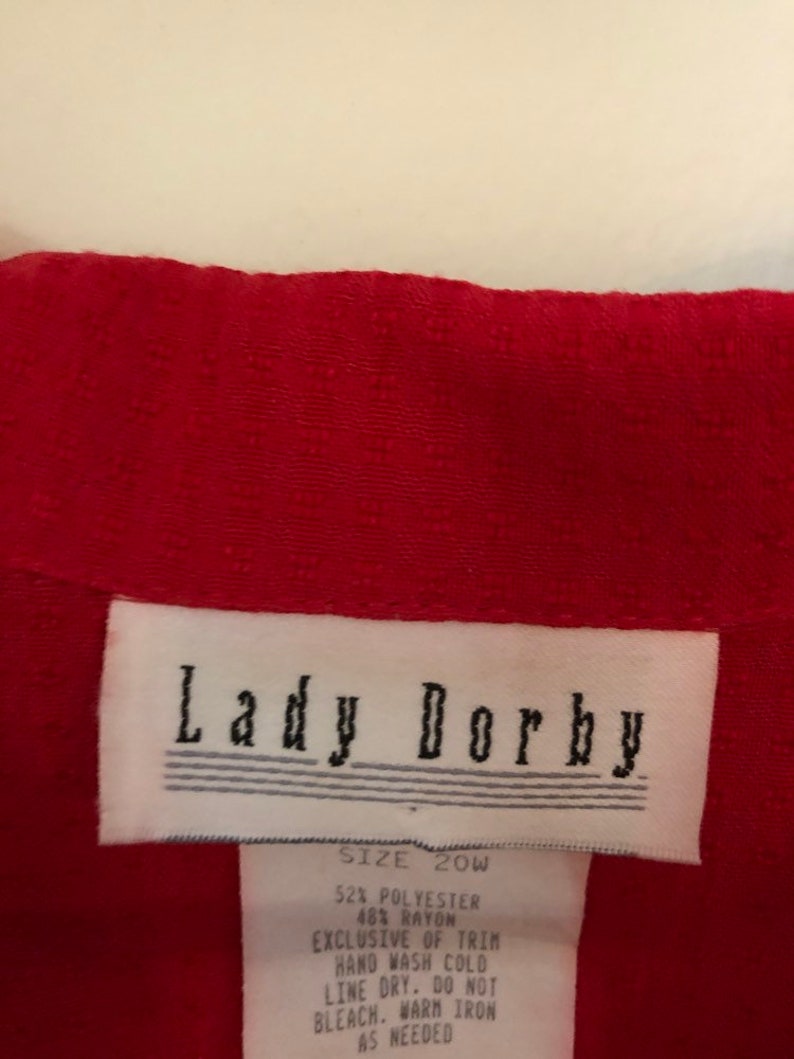 Lady Dorby
SIZE 20W
52% POLYESTER
48% RAYON
EXCLUSIVE OF TRIM
HAND WASH COLD
LINE DRY. DO NOT
BLEACH. WARM IRON
AS NEEDED